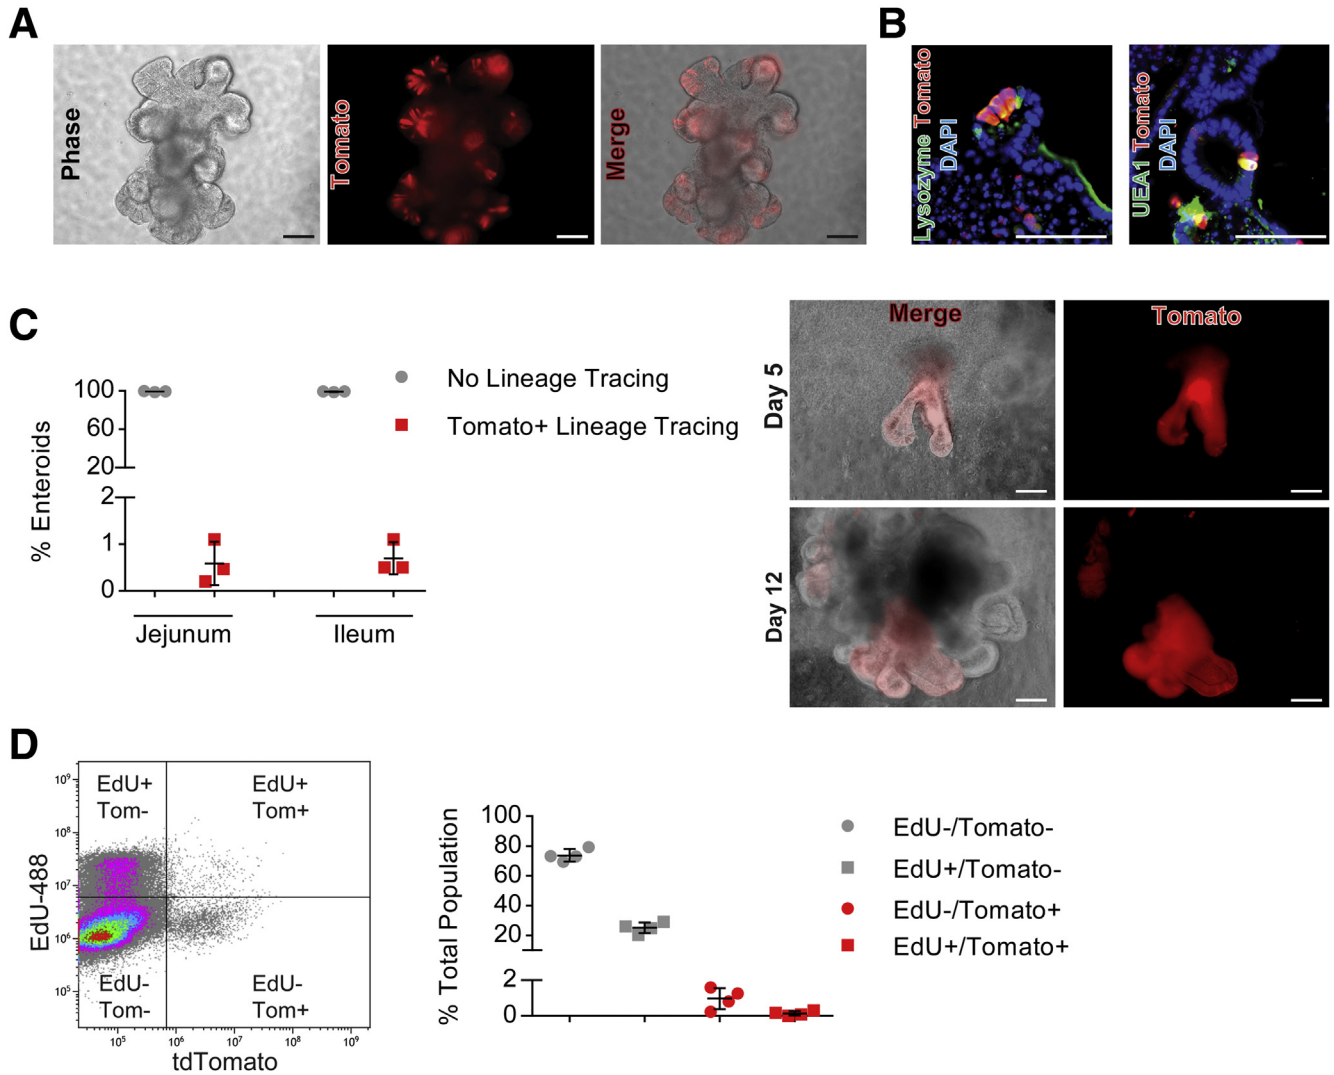 A
Phase
Tomato
Merge
B
Lysozyme Tomato
DAPI
UEA1 Tomato
DAPI
C
% Enteroids
100
60
20
2
1
0
Jejunum
Ileum
No Lineage Tracing
Tomato+ Lineage Tracing
Merge
Tomato
Day 5
Day 12
D
EdU-488
10⁹
10⁸
10⁷
10⁶
10⁵
EdU+
Tom-
EdU+
Tom+
EdU-
Tom-
EdU-
Tom+
10⁵ 10⁶ 10⁷ 10⁸ 10⁹
tdTomato
% Total Population
100
80
60
40
20
2
0
EdU-/Tomato-
EdU+/Tomato-
EdU-/Tomato+
EdU+/Tomato+